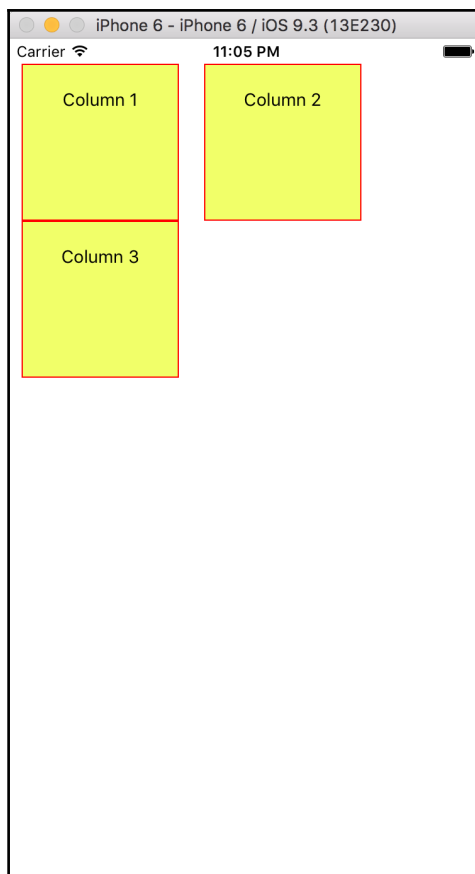 iPhone 6 - iPhone 6 / iOS 9.3 (13E230)
Carrier 11:05 PM
Column 1 Column 2
Column 3